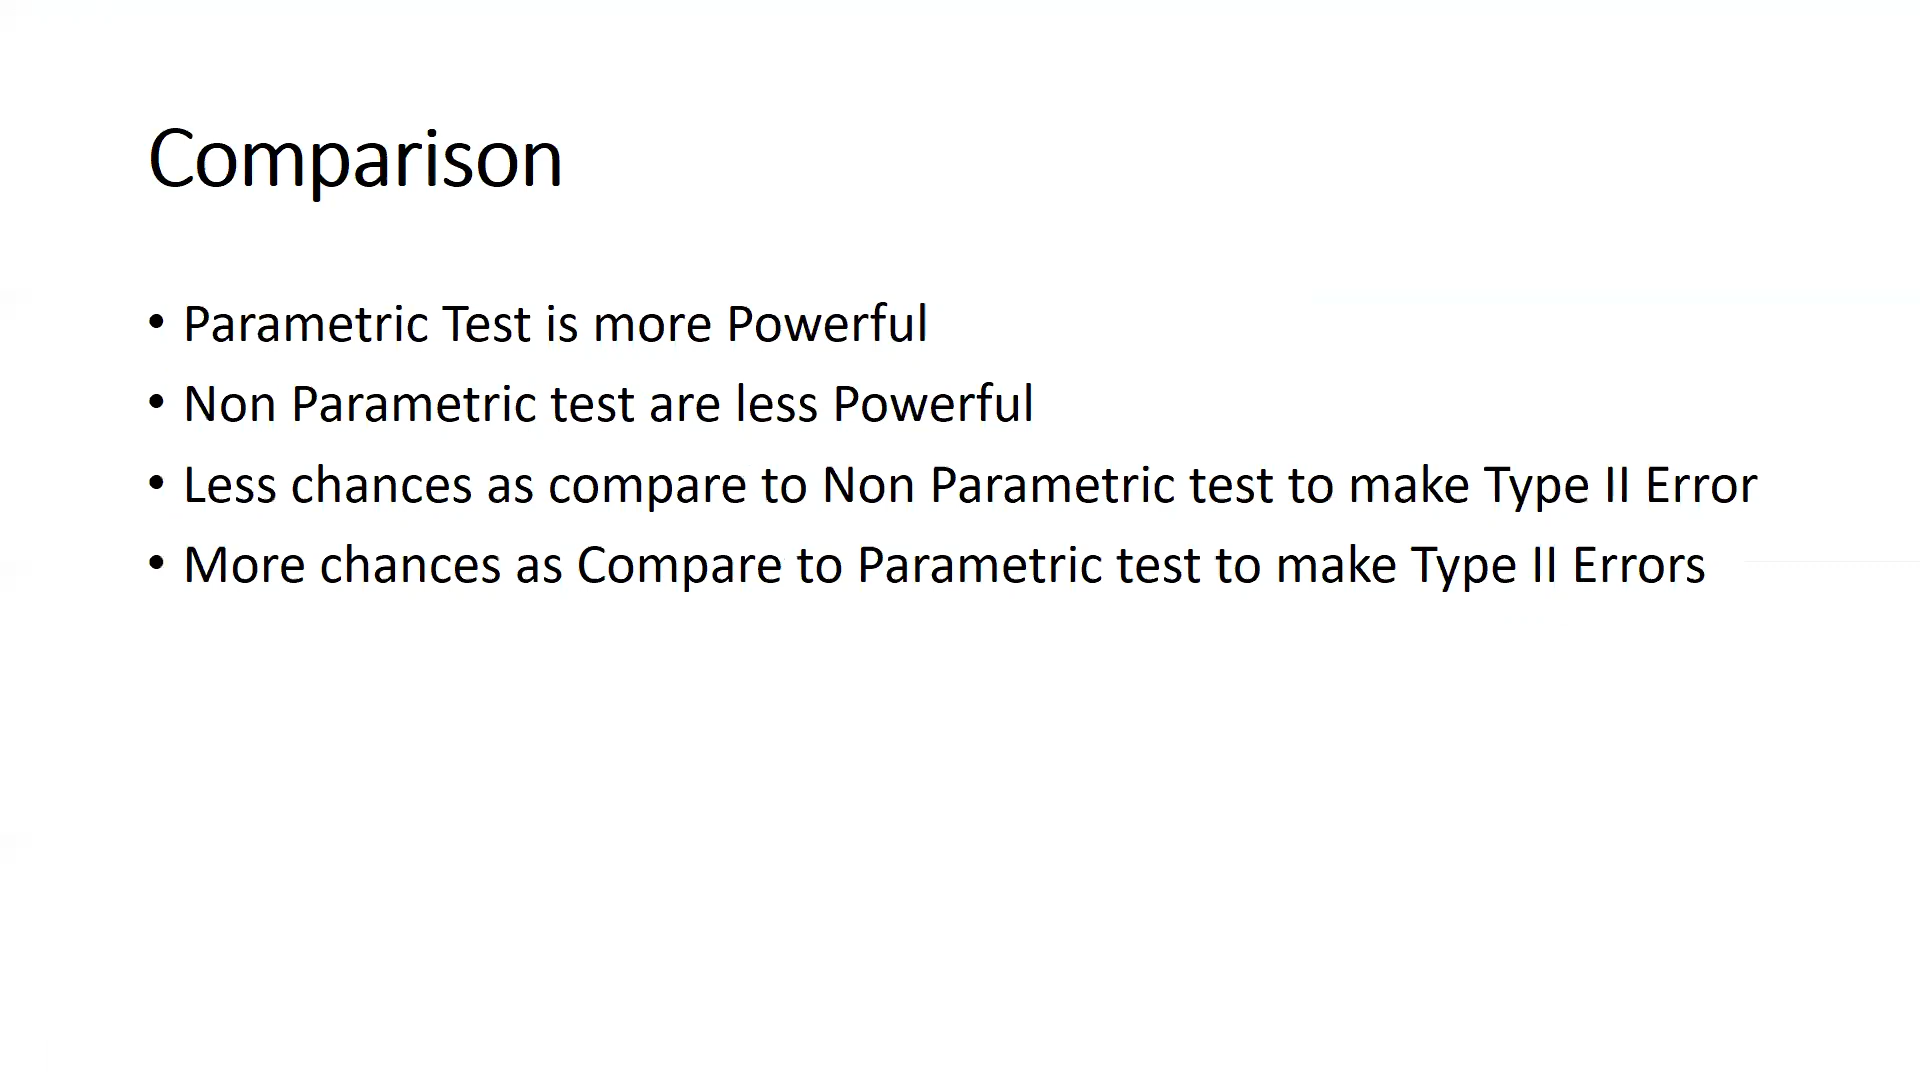 Comparison
• Parametric Test is more Powerful
• Non Parametric test are less Powerful
• Less chances as compare to Non Parametric test to make Type II Error
• More chances as Compare to Parametric test to make Type II Errors